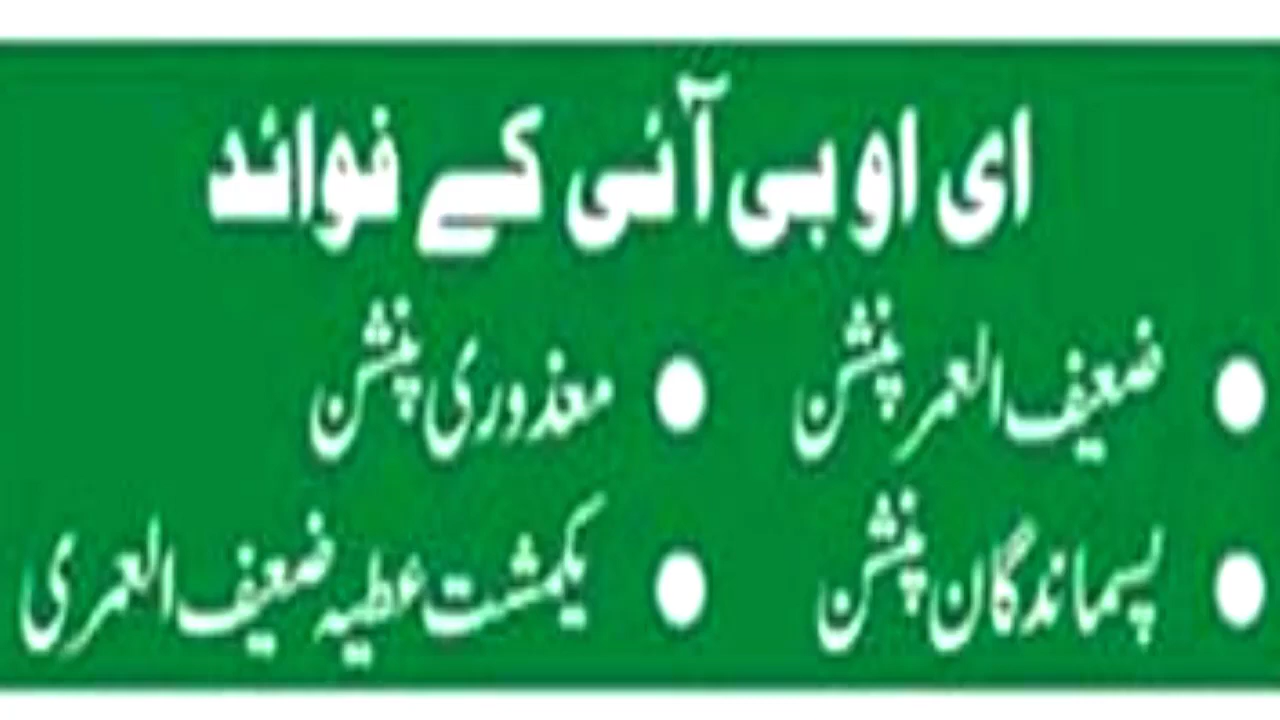 ای او بی آئی کے فوائد
• ضعیف العمر پنشن • معذوری پنشن
• پسماندگان پنشن • یکمشت عطیہ ضعیف العمری